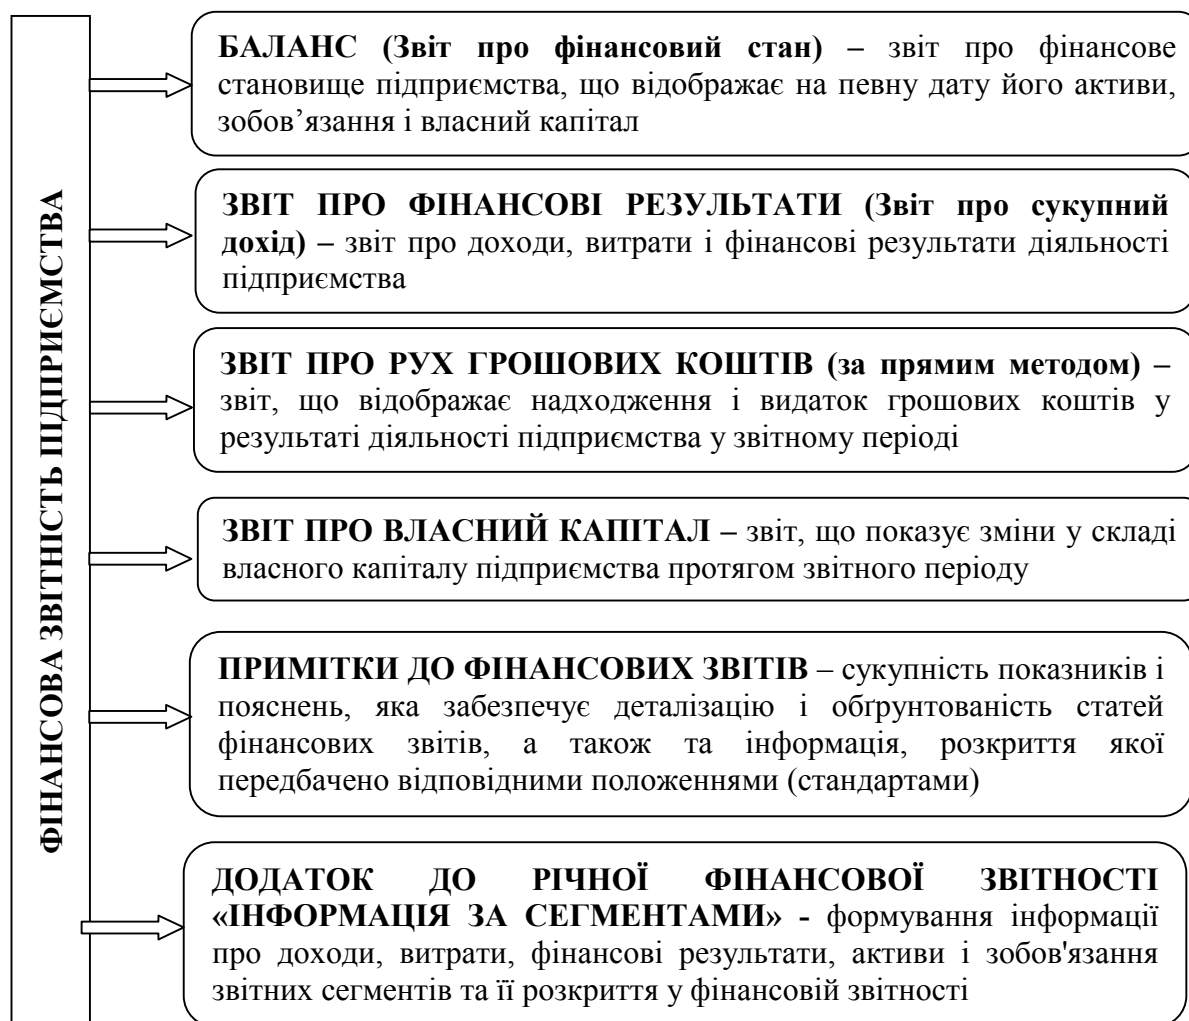 ФІНАНСОВА ЗВІТНІСТЬ ПІДПРИЄМСТВА
БАЛАНС (Звіт про фінансовий стан) – звіт про фінансове
становище підприємства, що відображає на певну дату його активи,
зобов’язання і власний капітал
ЗВІТ ПРО ФІНАНСОВІ РЕЗУЛЬТАТИ (Звіт про сукупний
дохід) – звіт про доходи, витрати і фінансові результати діяльності
підприємства
ЗВІТ ПРО РУХ ГРОШОВИХ КОШТІВ (за прямим методом) –
звіт, що відображає надходження і видаток грошових коштів у
результаті діяльності підприємства у звітному періоді
ЗВІТ ПРО ВЛАСНИЙ КАПІТАЛ – звіт, що показує зміни у складі
власного капіталу підприємства протягом звітного періоду
ПРИМІТКИ ДО ФІНАНСОВИХ ЗВІТІВ – сукупність показників і
пояснень, яка забезпечує деталізацію і обґрунтованість статей
фінансових звітів, а також та інформація, розкриття якої
передбачено відповідними положеннями (стандартами)
ДОДАТОК ДО РІЧНОЇ ФІНАНСОВОЇ ЗВІТНОСТІ
«ІНФОРМАЦІЯ ЗА СЕГМЕНТАМИ» - формування інформації
про доходи, витрати, фінансові результати, активи і зобов'язання
звітних сегментів та її розкриття у фінансовій звітності